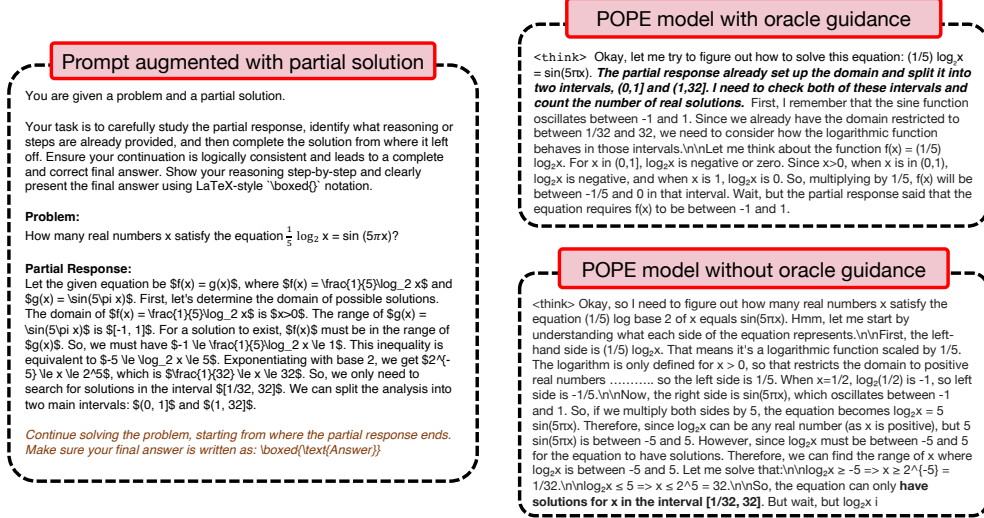 Prompt augmented with partial solution
You are given a problem and a partial solution.
Your task is to carefully study the partial response, identify what reasoning or
steps are already provided, and then complete the solution from where it left
off. Ensure your continuation is logically consistent and leads to a complete
and correct final answer. Show your reasoning step-by-step and clearly
present the final answer using LaTeX-style `\boxed{}` notation.
Problem:
How many real numbers x satisfy the equation $\frac{1}{5}$ log₂ x = sin (5πx)?
Partial Response:
Let the given equation be $f(x) = g(x)$, where $f(x) = \frac{1}{5}\log_2 x$ and
$g(x) = \sin(5\pi x)$. First, let's determine the domain of possible solutions.
The domain of $f(x) = \frac{1}{5}\log_2 x$ is $x>0$. The range of $g(x) =
\sin(5\pi x)$ is $[-1, 1]$. For a solution to exist, $f(x)$ must be in the range of
$g(x)$. So, we must have $-1 \le \frac{1}{5}\log_2 x \le 1$. This inequality is
equivalent to $-5 \le \log_2 x \le 5$. Exponentiating with base 2, we get $2^{-
5} \le x \le 2^5$, which is $\frac{1}{32} \le x \le 32$. So, we only need to
search for solutions in the interval $[1/32, 32]$. We can split the analysis into
two main intervals: $(0, 1]$ and $(1, 32]$.
Continue solving the problem, starting from where the partial response ends.
Make sure your final answer is written as: \boxed{\text{Answer}}
POPE model with oracle guidance
<think> Okay, let me try to figure out how to solve this equation: (1/5) log₂x
= sin(5πx). The partial response already set up the domain and split it into
two intervals, (0,1] and (1,32]. I need to check both of these intervals and
count the number of real solutions. First, I remember that the sine function
oscillates between -1 and 1. Since we already have the domain restricted to
between 1/32 and 32, we need to consider how the logarithmic function
behaves in those intervals.\n\nLet me think about the function f(x) = (1/5)
log₂x. For x in (0,1], log₂x is negative or zero. Since x>0, when x is in (0,1),
log₂x is negative, and when x is 1, log₂x is 0. So, multiplying by 1/5, f(x) will be
between -1/5 and 0 in that interval. Wait, but the partial response said that the
equation requires f(x) to be between -1 and 1.
POPE model without oracle guidance
<think> Okay, so I need to figure out how many real numbers x satisfy the
equation (1/5) log base 2 of x equals sin(5πx). Hmm, let me start by
understanding what each side of the equation represents.\n\nFirst, the left-
hand side is (1/5) log₂x. That means it's a logarithmic function scaled by 1/5.
The logarithm is only defined for x > 0, so that restricts the domain to positive
real numbers ……….. so the left side is 1/5. When x=1/2, log₂(1/2) is -1, so left
side is -1/5.\n\nNow, the right side is sin(5πx), which oscillates between -1
and 1. So, if we multiply both sides by 5, the equation becomes log₂x = 5
sin(5πx). Therefore, since log₂x can be any real number (as x is positive), but 5
sin(5πx) is between -5 and 5. However, since log₂x must be between -5 and 5
for the equation to have solutions. Therefore, we can find the range of x where
log₂x is between -5 and 5. Let me solve that:\n\nlog₂x ≥ -5 => x ≥ 2^{-5} =
1/32.\n\nlog₂x ≤ 5 => x ≤ 2^5 = 32.\n\nSo, the equation can only have
solutions for x in the interval [1/32, 32]. But wait, but log₂x i